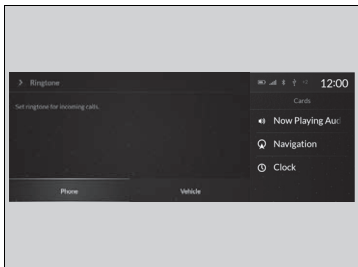 Ringtone
12:00
Set ringtone for incoming calls.
Cards
Now Playing Aud
Navigation
Clock
Phone
Vehicle